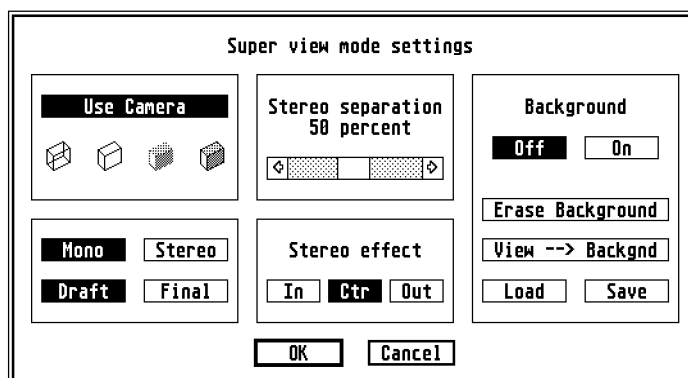 Super view mode settings
Use Camera
Stereo separation
50 percent
Background
Off On
Erase Background
View --> Backgnd
Load Save
Mono Stereo
Draft Final
Stereo effect
In Ctr Out
OK Cancel